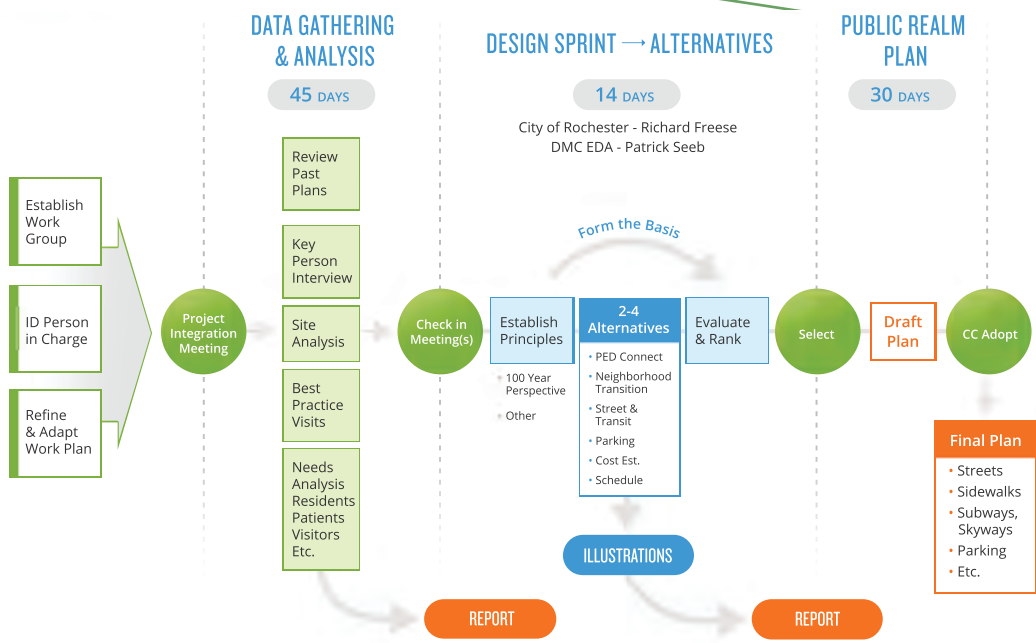 DATA GATHERING
& ANALYSIS
45 DAYS
DESIGN SPRINT → ALTERNATIVES
14 DAYS
City of Rochester - Richard Freese
DMC EDA - Patrick Seeb
PUBLIC REALM
PLAN
30 DAYS
Establish
Work
Group
ID Person
in Charge
Refine
& Adapt
Work Plan
Project
Integration
Meeting
Review
Past
Plans
Key
Person
Interview
Site
Analysis
Best
Practice
Visits
Needs
Analysis
Residents
Patients
Visitors
Etc.
REPORT
Check in
Meeting(s)
Form the Basis
Establish
Principles
• 100 Year
Perspective
• Other
2-4
Alternatives
• PED Connect
• Neighborhood
Transition
• Street &
Transit
• Parking
• Cost Est.
• Schedule
Evaluate
& Rank
ILLUSTRATIONS
REPORT
Select
Draft
Plan
CC Adopt
Final Plan
• Streets
• Sidewalks
• Subways,
Skyways
• Parking
• Etc.